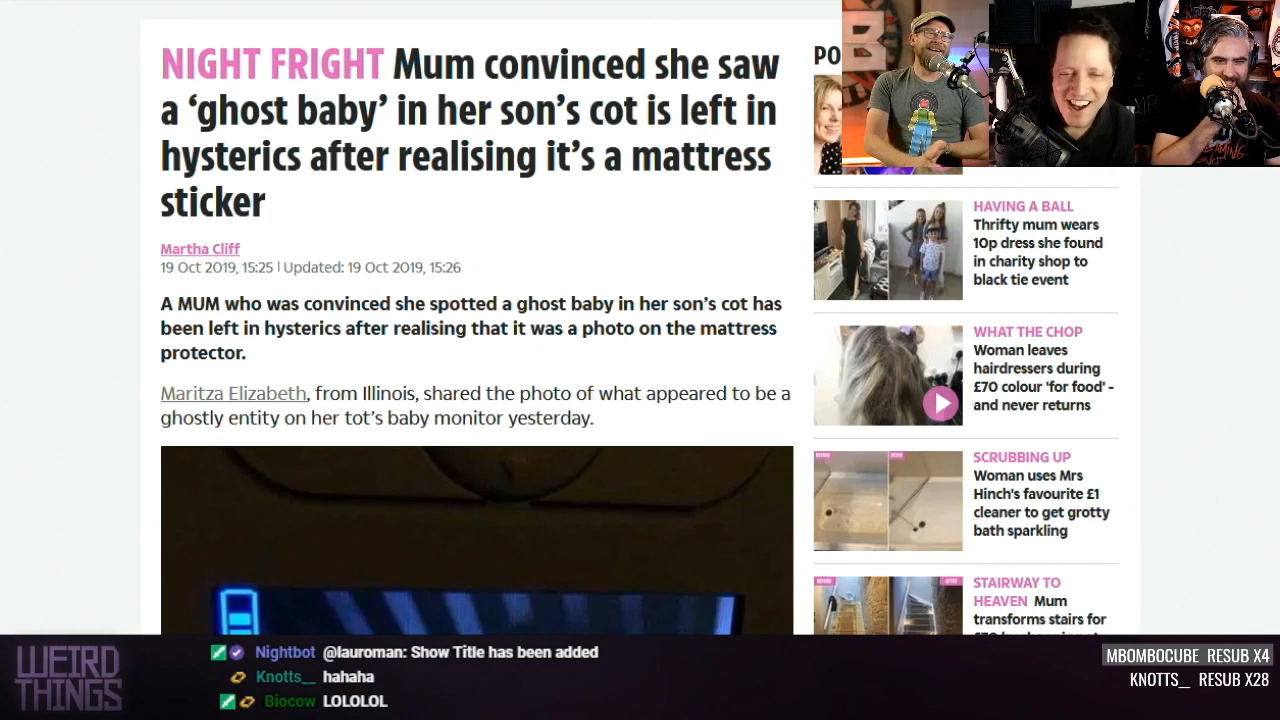 NIGHT FRIGHT Mum convinced she saw
a ‘ghost baby’ in her son’s cot is left in
hysterics after realising it’s a mattress
sticker
Martha Cliff
19 Oct 2019, 15:25 | Updated: 19 Oct 2019, 15:26
A MUM who was convinced she spotted a ghost baby in her son’s cot has
been left in hysterics after realising that it was a photo on the mattress
protector.
Maritza Elizabeth, from Illinois, shared the photo of what appeared to be a
ghostly entity on her tot’s baby monitor yesterday.
PO
HAVING A BALL
Thrifty mum wears
10p dress she found
in charity shop to
black tie event
WHAT THE CHOP
Woman leaves
hairdressers during
£70 colour 'for food' -
and never returns
SCRUBBING UP
Woman uses Mrs
Hinch's favourite £1
cleaner to get grotty
bath sparkling
STAIRWAY TO
HEAVEN Mum
transforms stairs for
WEIRD
THINGS
Nightbot @lauroman: Show Title has been added
Knotts__ hahaha
Biocow LOLOLOL
MBOMBOCUBE RESUB X4
KNOTTS__ RESUB X28